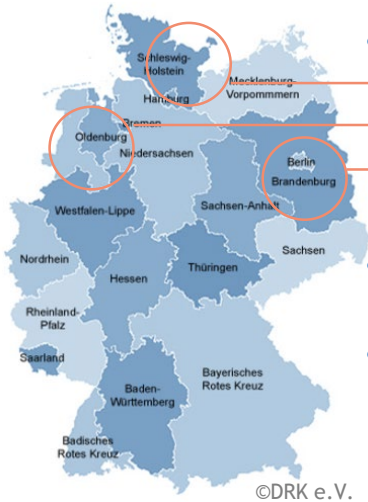 Schleswig-
Holstein
Mecklenburg-
Vorpommmern
Hamburg
Bremen
Oldenburg
Niedersachsen
Berlin
Brandenburg
Westfalen-Lippe
Sachsen-Anhalt
Nordrhein
Sachsen
Hessen
Thüringen
Rheinland-
Pfalz
Saarland
Bayerisches
Rotes Kreuz
Baden-
Württemberg
Badisches
Rotes Kreuz
©DRK e.V.